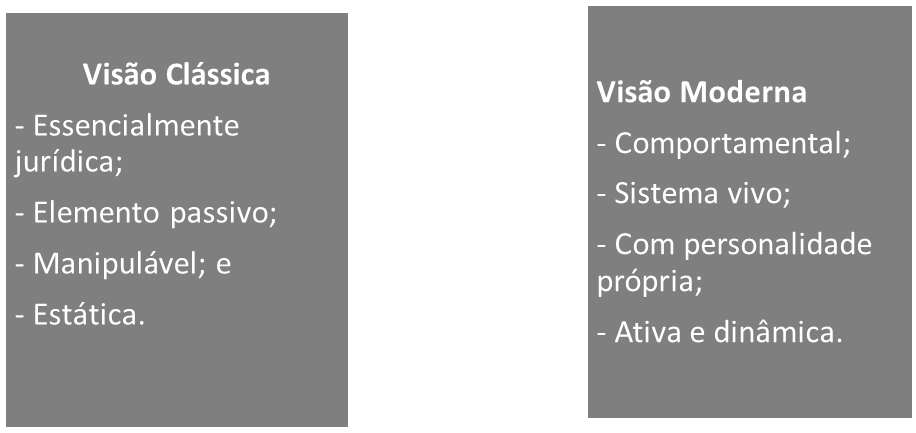 Visão Clássica
- Essencialmente
jurídica;
- Elemento passivo;
- Manipulável; e
- Estática.
Visão Moderna
- Comportamental;
- Sistema vivo;
- Com personalidade
própria;
- Ativa e dinâmica.